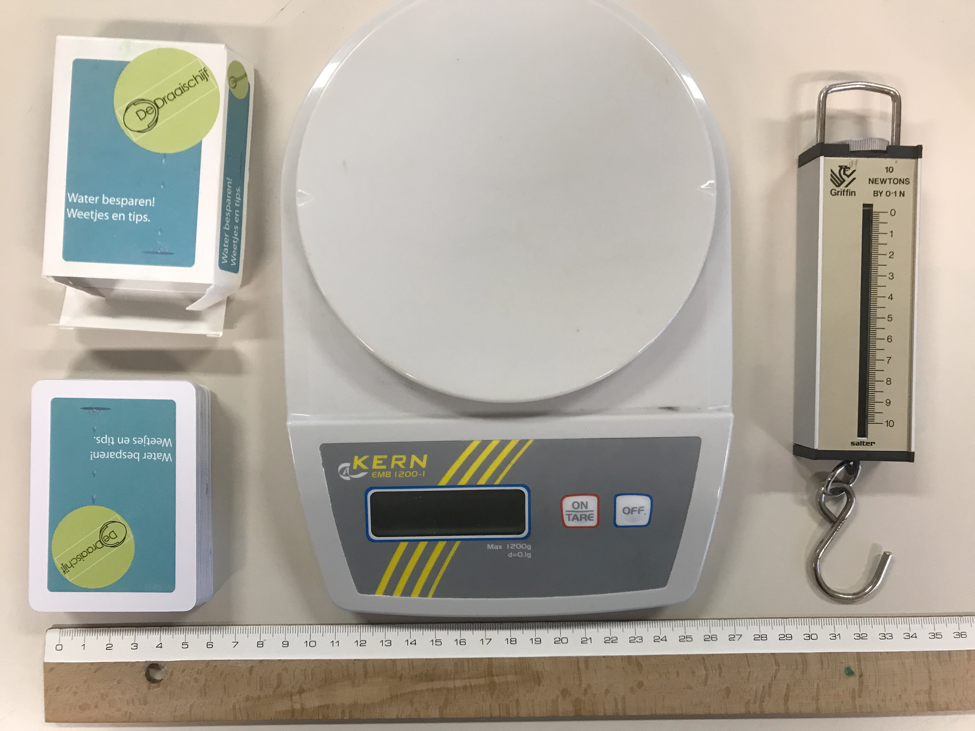 De Draaischijf
Water besparen!
Weetjes en tips.
Water besparen!
Weetjes en tips.
Water besparen!
Weetjes en tips.
De Draaischijf
KERN
EMB 1200-1
ON
TARE
OFF
Max 1200g
d=0,1g
Griffin
10
NEWTONS
BY 0·1 N
0
1
2
3
4
5
6
7
8
9
10
salter
0 1 2 3 4 5 6 7 8 9 10 11 12 13 14 15 16 17 18 19 20 21 22 23 24 25 26 27 28 29 30 31 32 33 34 35 36